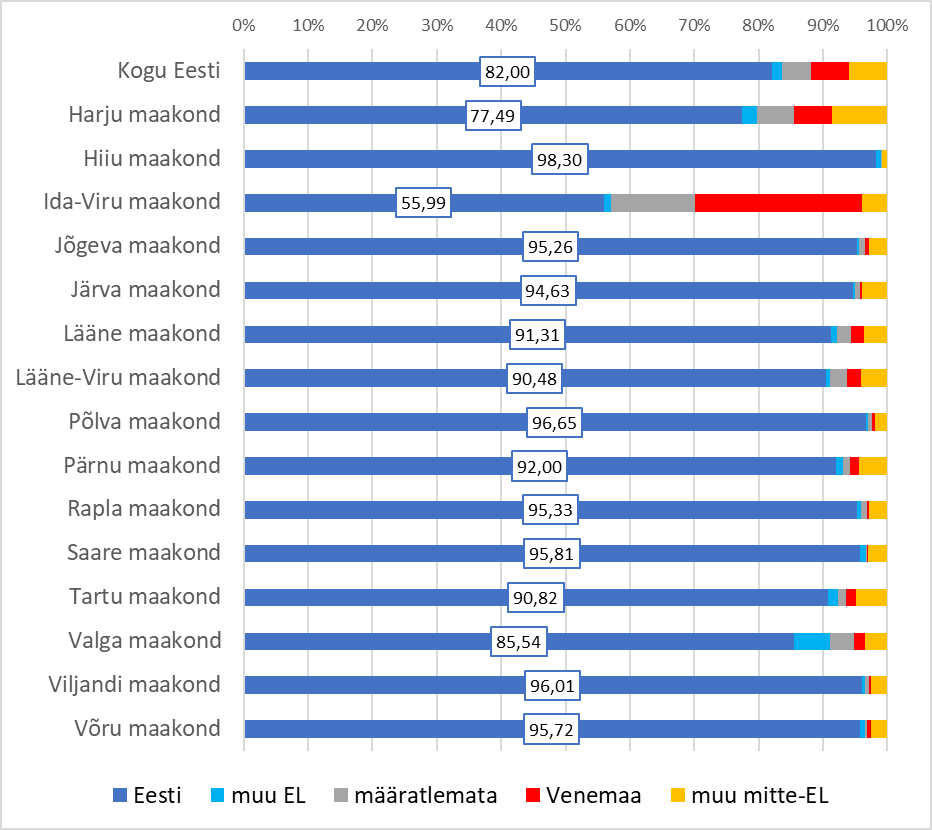 0% 10% 20% 30% 40% 50% 60% 70% 80% 90% 100%
Kogu Eesti 82,00
Harju maakond 77,49
Hiiu maakond 98,30
Ida-Viru maakond 55,99
Jõgeva maakond 95,26
Järva maakond 94,63
Lääne maakond 91,31
Lääne-Viru maakond 90,48
Põlva maakond 96,65
Pärnu maakond 92,00
Rapla maakond 95,33
Saare maakond 95,81
Tartu maakond 90,82
Valga maakond 85,54
Viljandi maakond 96,01
Võru maakond 95,72
Eesti muu EL määratlemata Venemaa muu mitte-EL